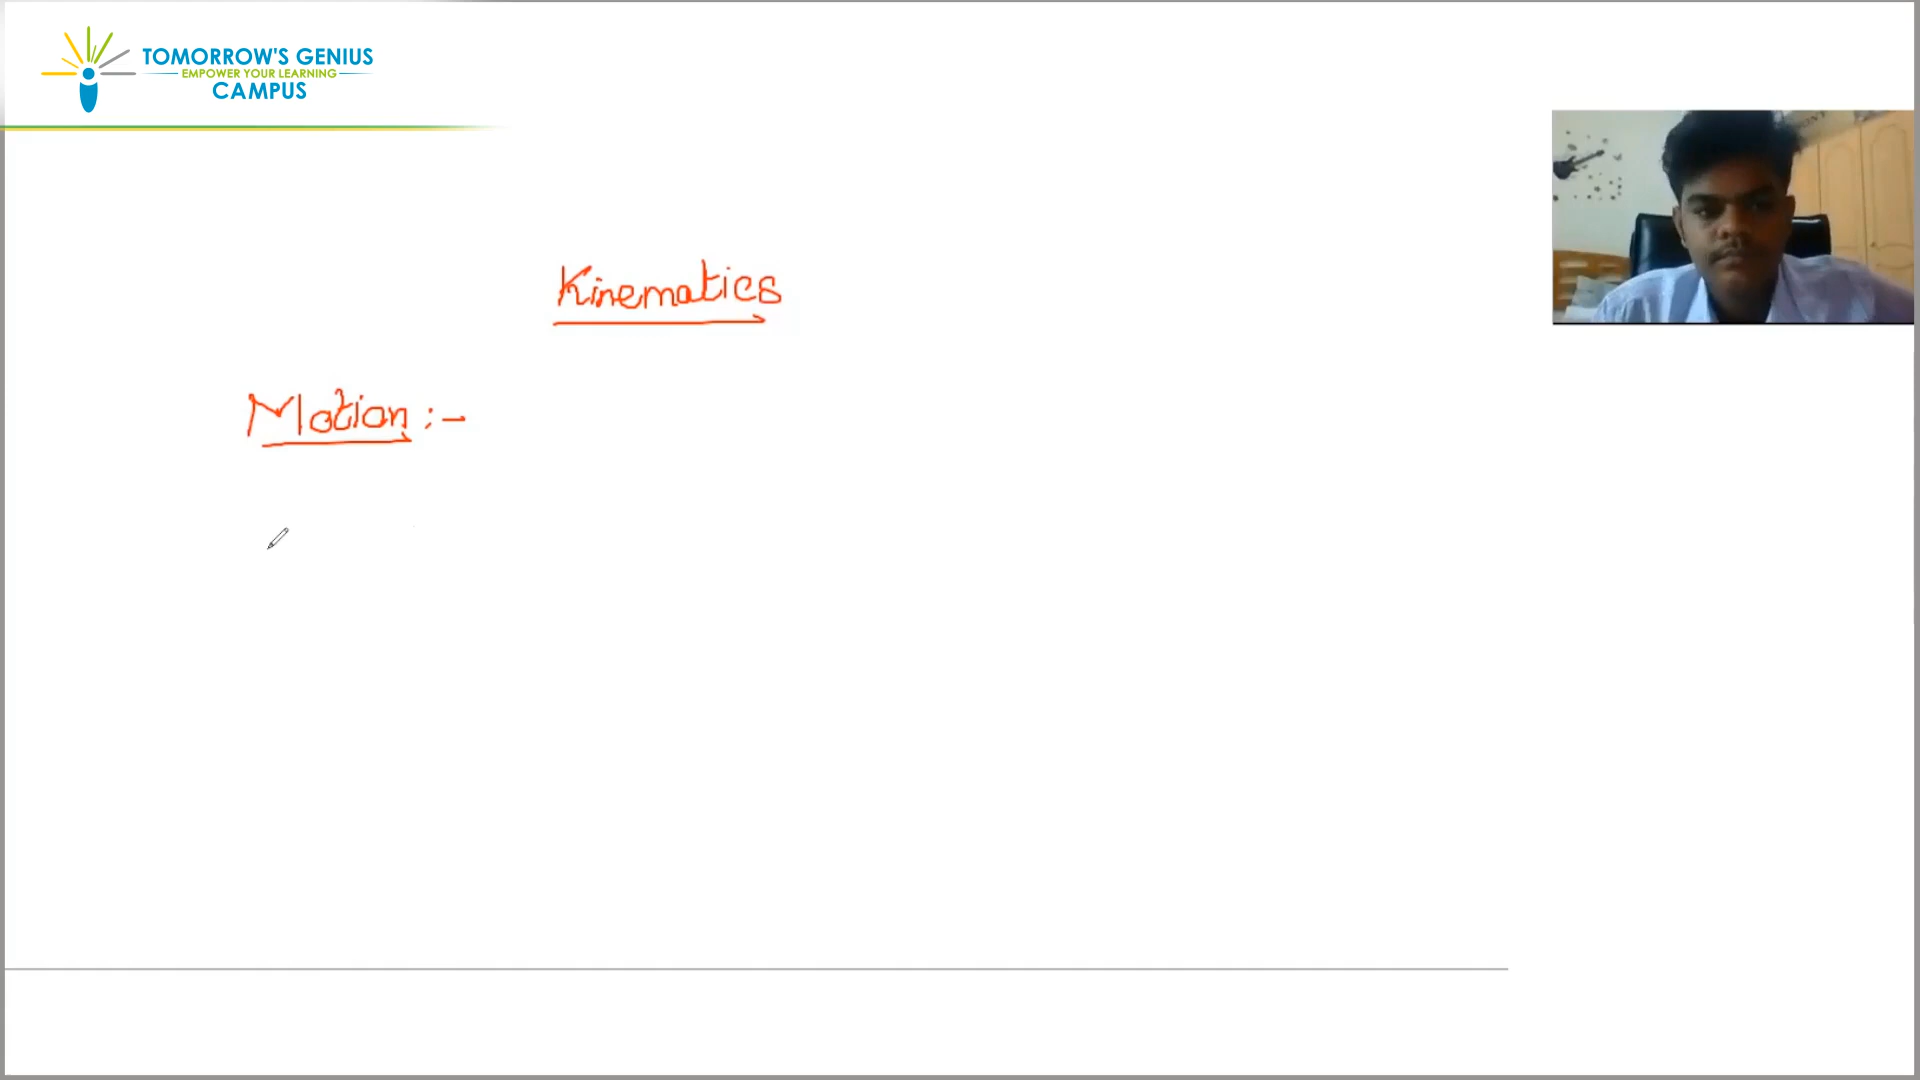 TOMORROW'S GENIUS
EMPOWER YOUR LEARNING
CAMPUS
Kinematics
Motion :-